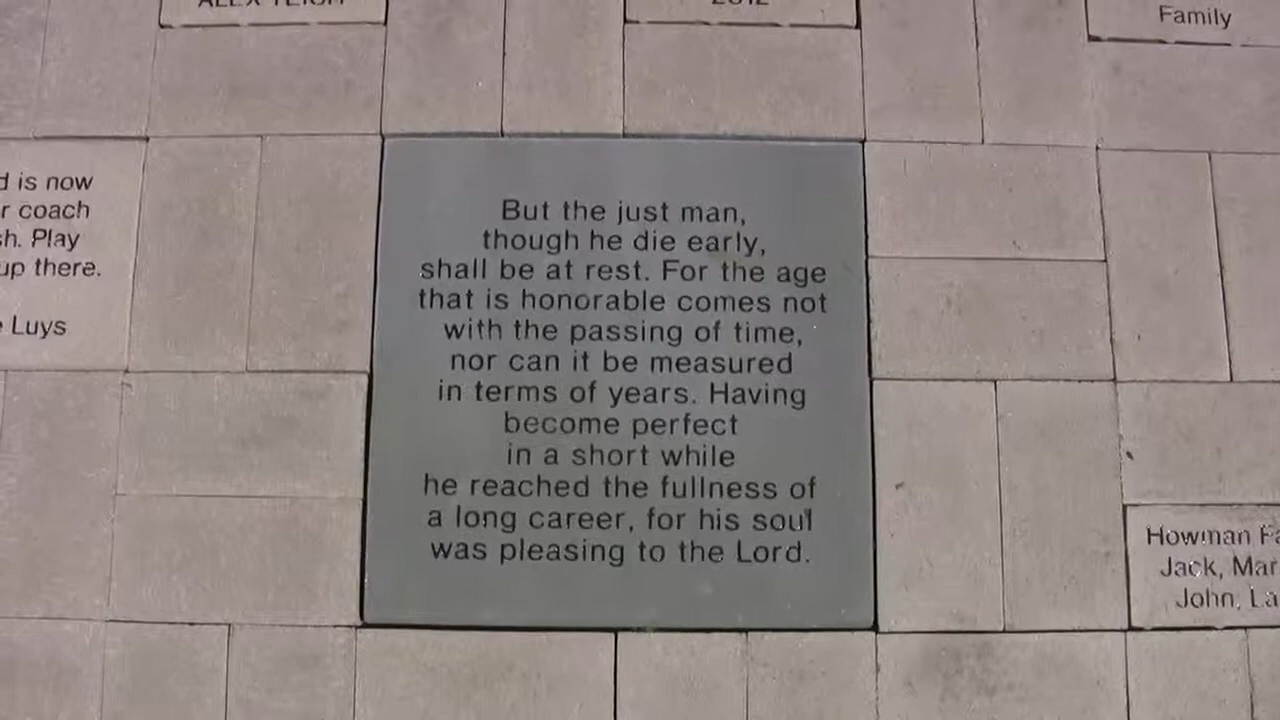 2012
Family
is now
coach
Play
up there.
Luys
But the just man,
though he die early,
shall be at rest. For the age
that is honorable comes not
with the passing of time,
nor can it be measured
in terms of years. Having
become perfect
in a short while
he reached the fullness of
a long career, for his soul
was pleasing to the Lord.
Howman
Jack,
John,